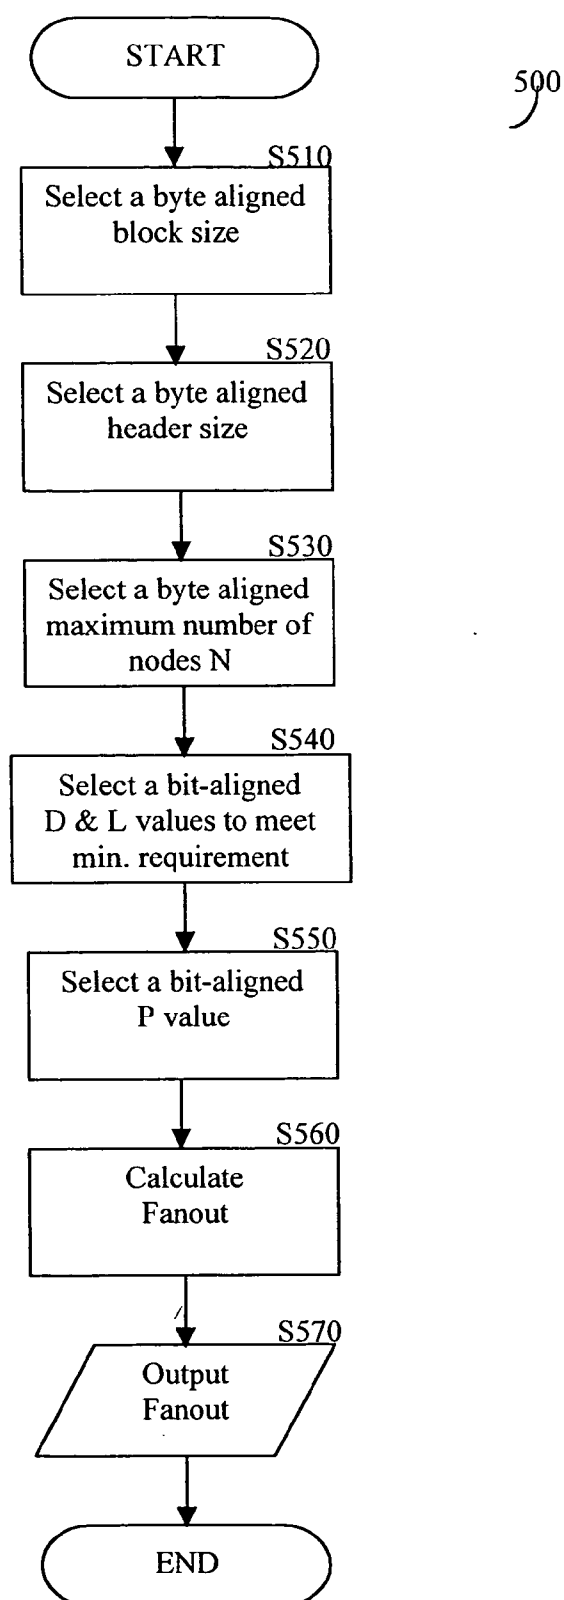 START
500
S510
Select a byte aligned
block size
S520
Select a byte aligned
header size
S530
Select a byte aligned
maximum number of
nodes N
S540
Select a bit-aligned
D & L values to meet
min. requirement
S550
Select a bit-aligned
P value
S560
Calculate
Fanout
S570
Output
Fanout
END